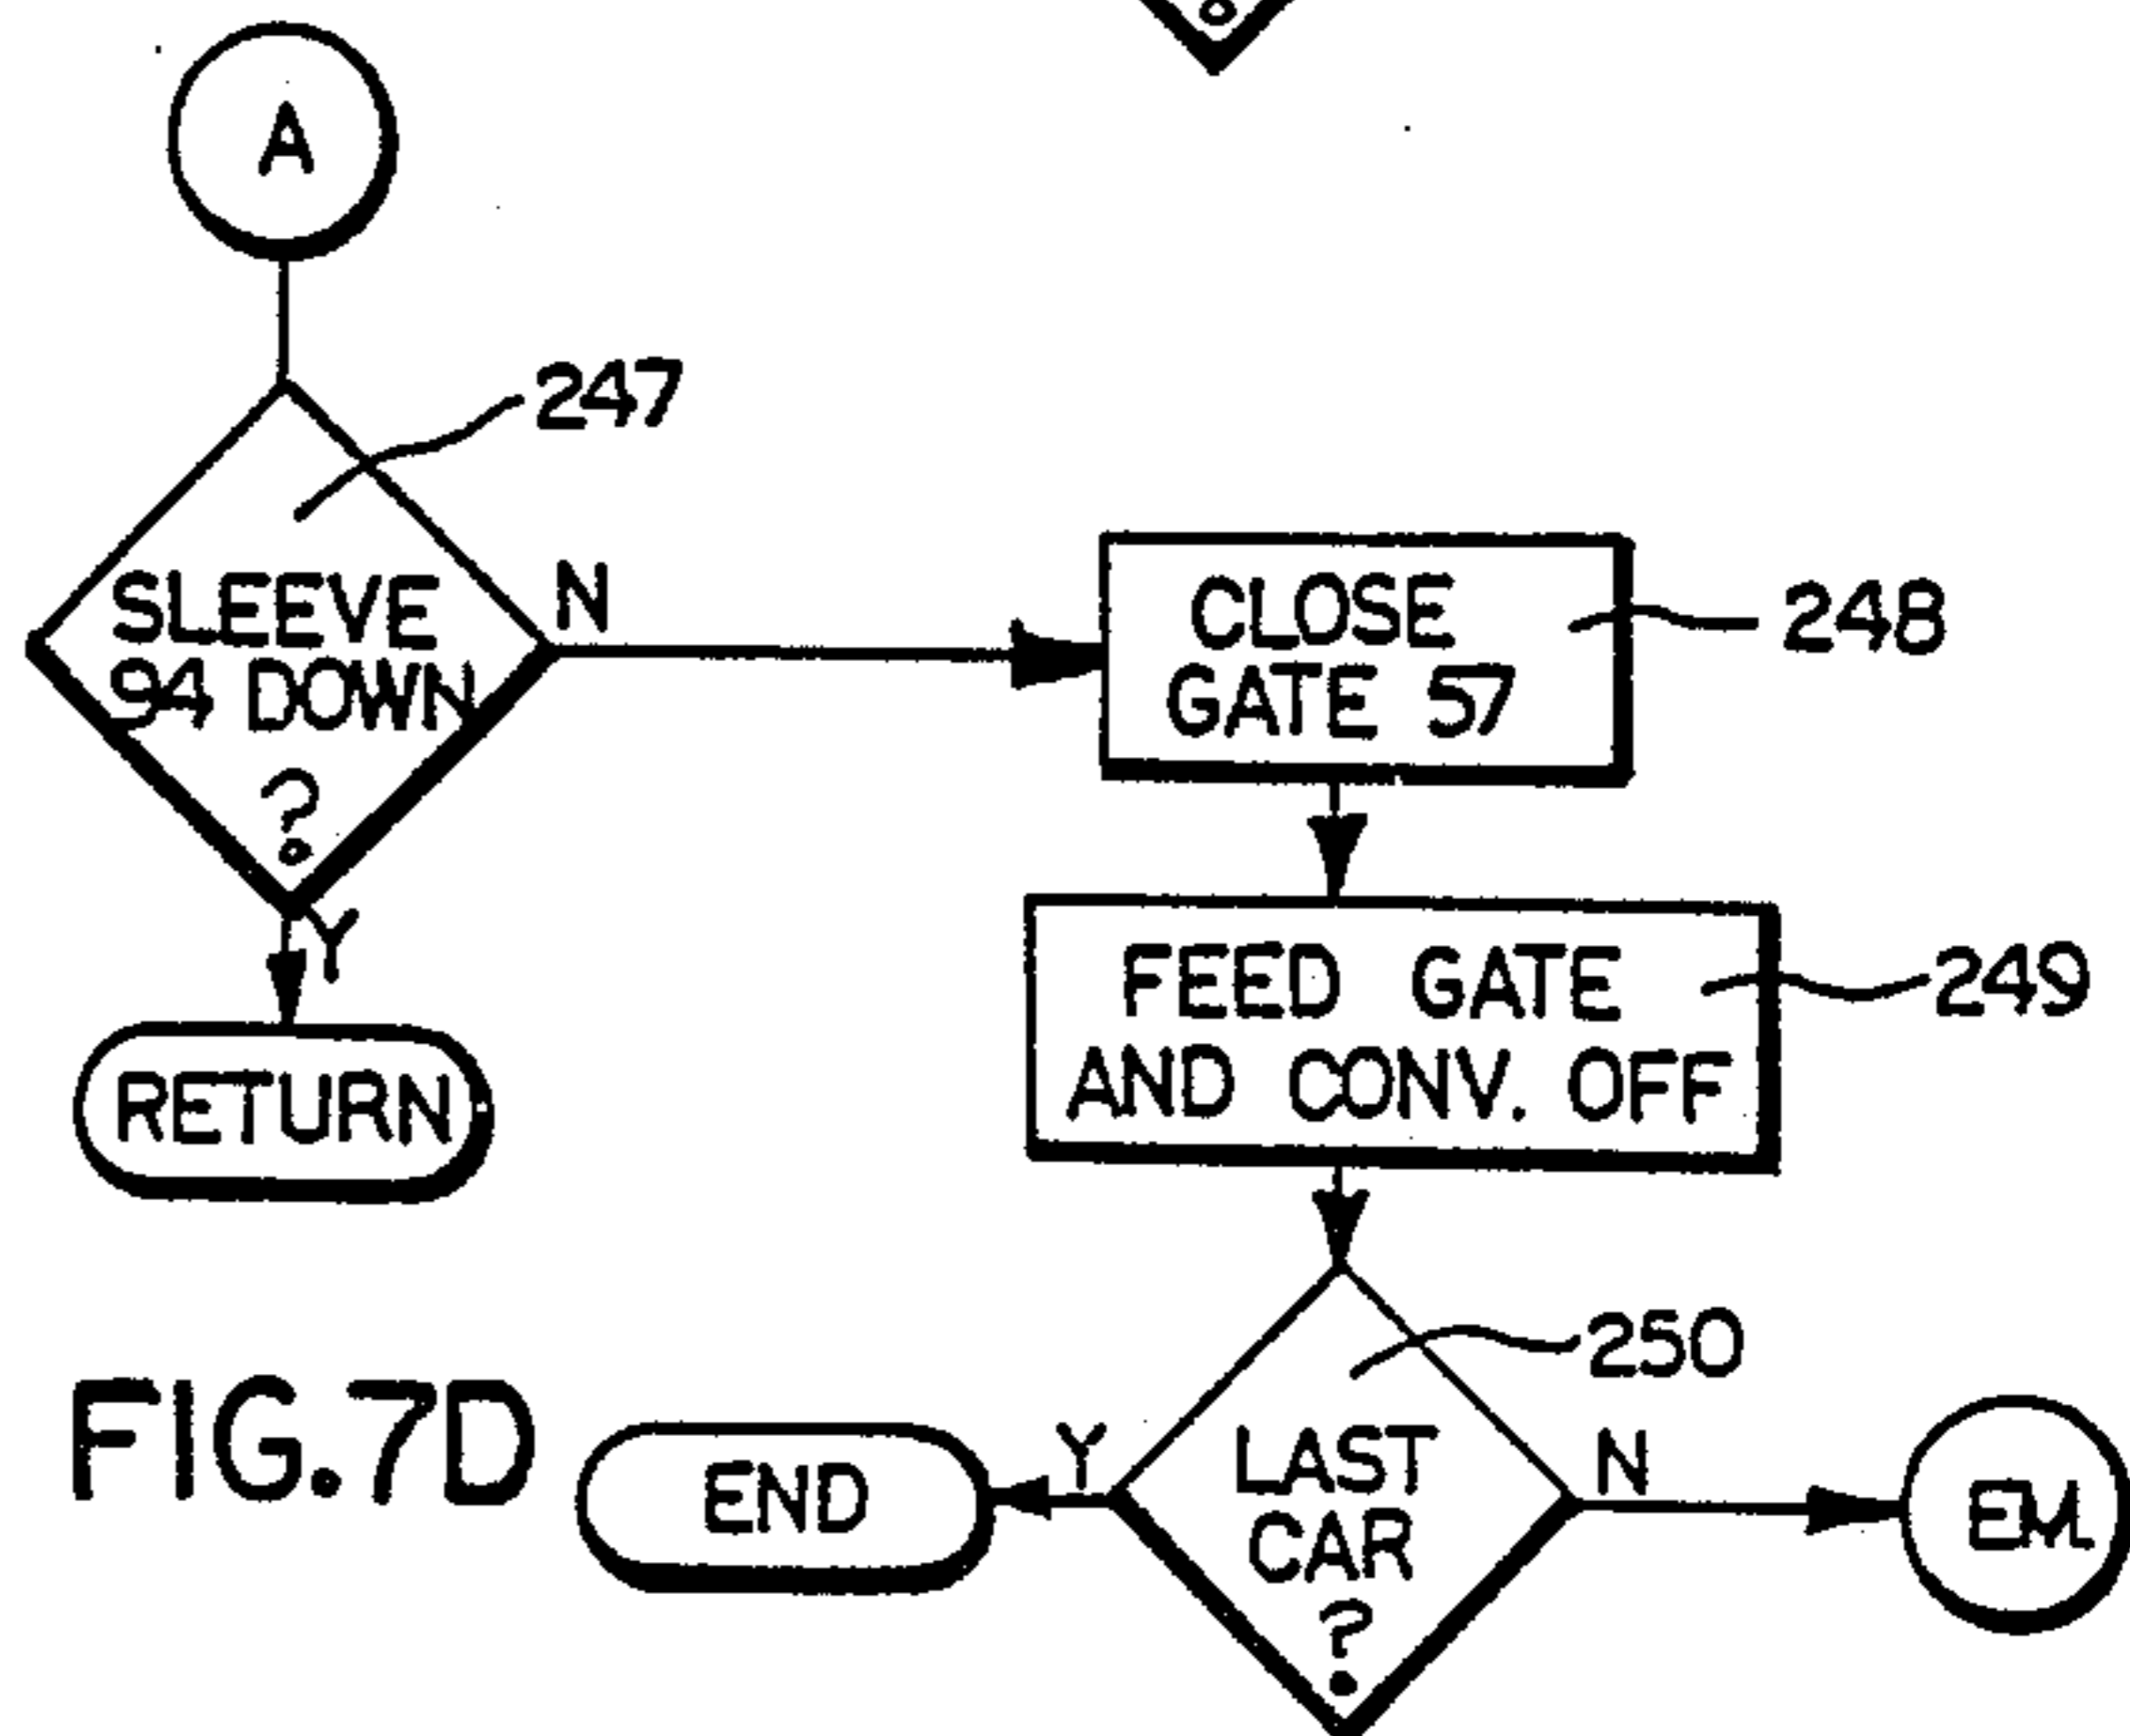 A
247
SLEEVE
94 DOWN
?
N
Y
RETURN
CLOSE
GATE 57
248
FEED GATE
AND CONV. OFF
249
250
LAST
CAR
?
Y
END
N
FIG. 7D